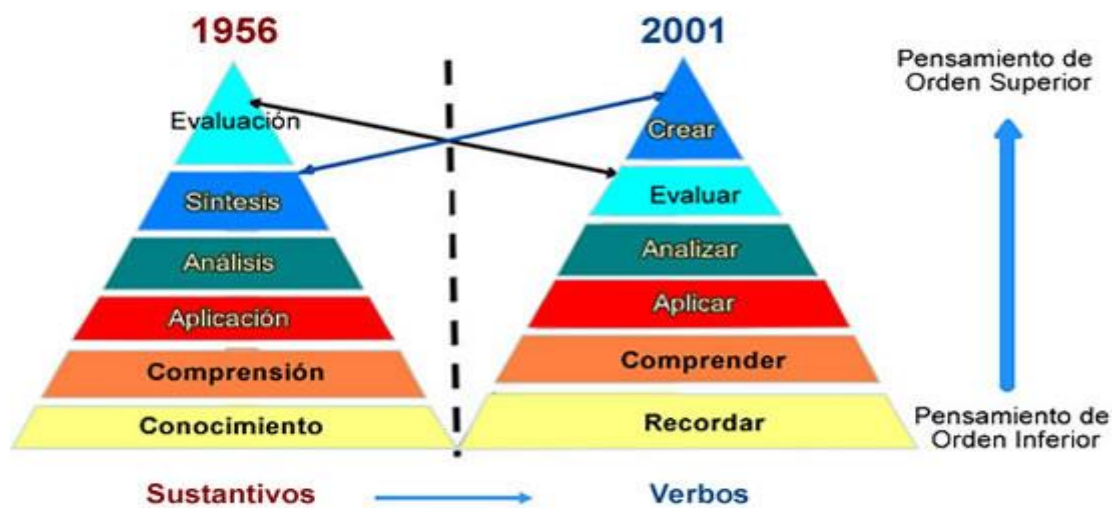 1956
Evaluación
Síntesis
Análisis
Aplicación
Comprensión
Conocimiento
Sustantivos
2001
Crear
Evaluar
Analizar
Aplicar
Comprender
Recordar
Verbos
Pensamiento de
Orden Superior
Pensamiento de
Orden Inferior